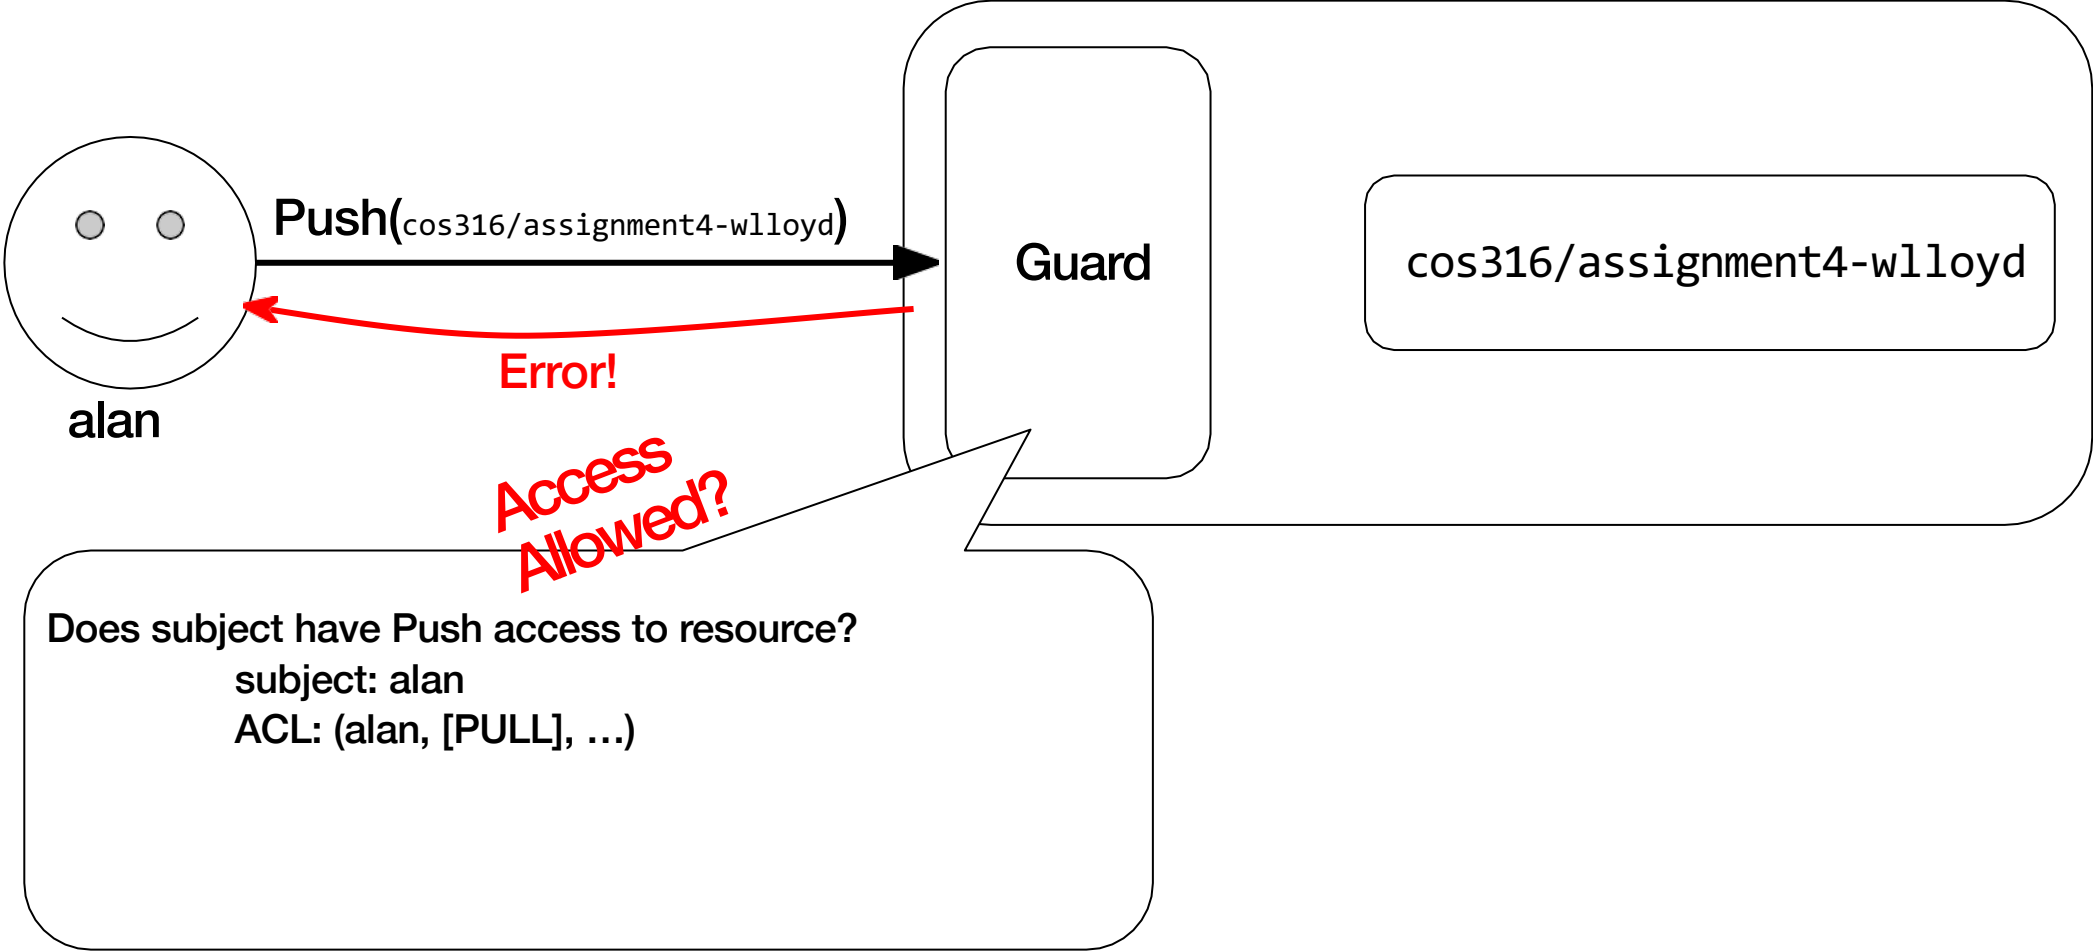 Push(cos316/assignment4-wlloyd)
Guard
cos316/assignment4-wlloyd
Error!
alan
Access
Allowed?
Does subject have Push access to resource?
subject: alan
ACL: (alan, [PULL], …)